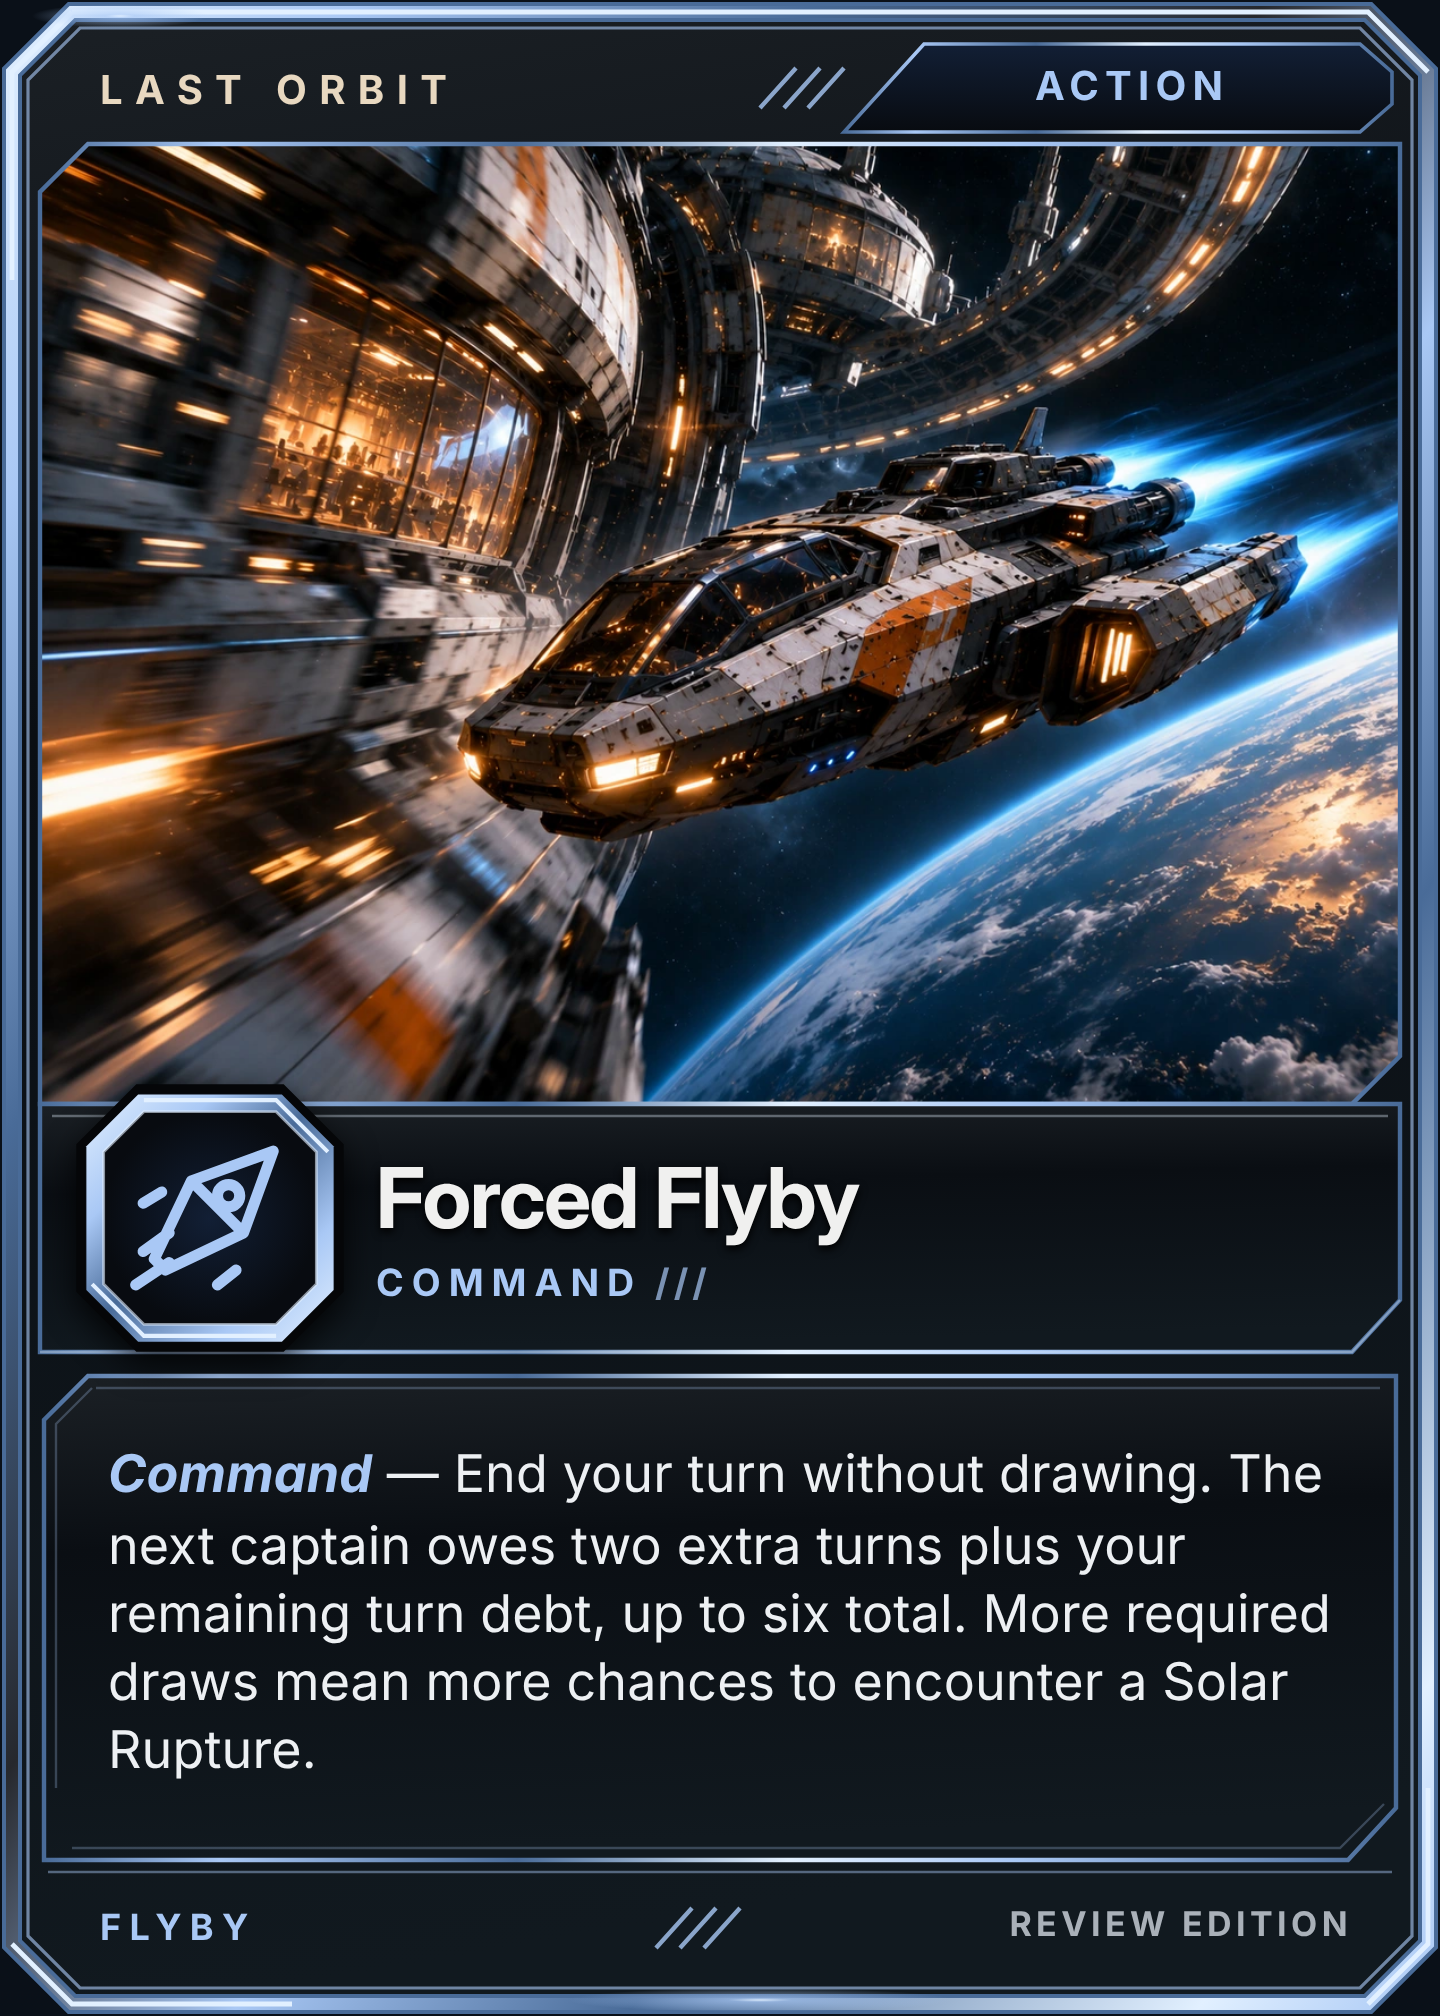 LAST ORBIT
ACTION
Forced Flyby
COMMAND ///
Command — End your turn without drawing. The
next captain owes two extra turns plus your
remaining turn debt, up to six total. More required
draws mean more chances to encounter a Solar
Rupture.
FLYBY
REVIEW EDITION